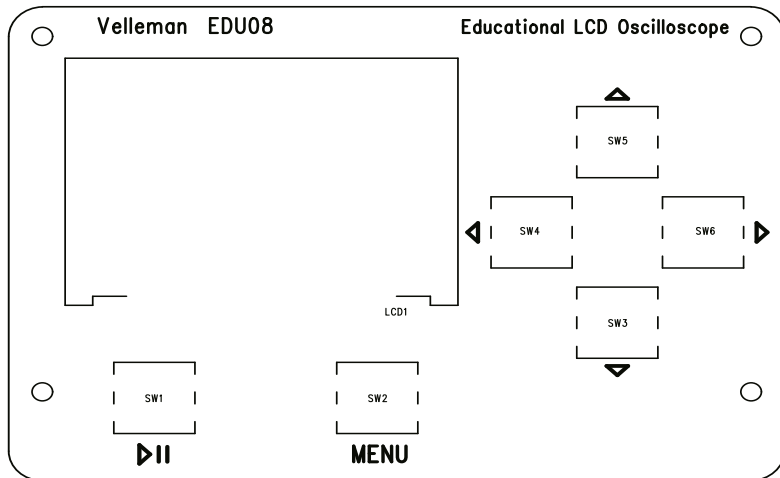 Velleman EDU08
Educational LCD Oscilloscope
SW5
SW4
SW6
SW3
LCD1
SW1
SW2
MENU